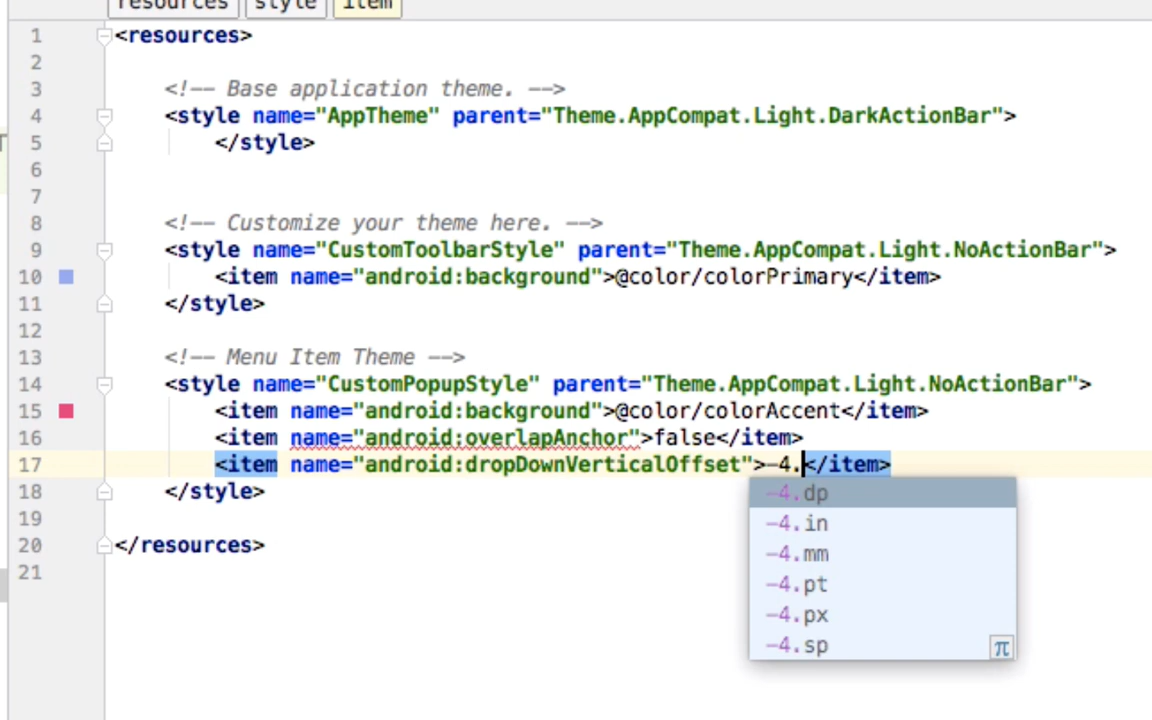 resources style item
1 <resources>
2
3 <!-- Base application theme. -->
4 <style name="AppTheme" parent="Theme.AppCompat.Light.DarkActionBar">
5 </style>
6
7
8 <!-- Customize your theme here. -->
9 <style name="CustomToolbarStyle" parent="Theme.AppCompat.Light.NoActionBar">
10 <item name="android:background">@color/colorPrimary</item>
11 </style>
12
13 <!-- Menu Item Theme -->
14 <style name="CustomPopupStyle" parent="Theme.AppCompat.Light.NoActionBar">
15 <item name="android:background">@color/colorAccent</item>
16 <item name="android:overlapAnchor">false</item>
17 <item name="android:dropDownVerticalOffset">-4.</item>
18 </style>
-4.dp
19
-4.in
20 </resources>
-4.mm
21
-4.pt
-4.px
-4.sp π